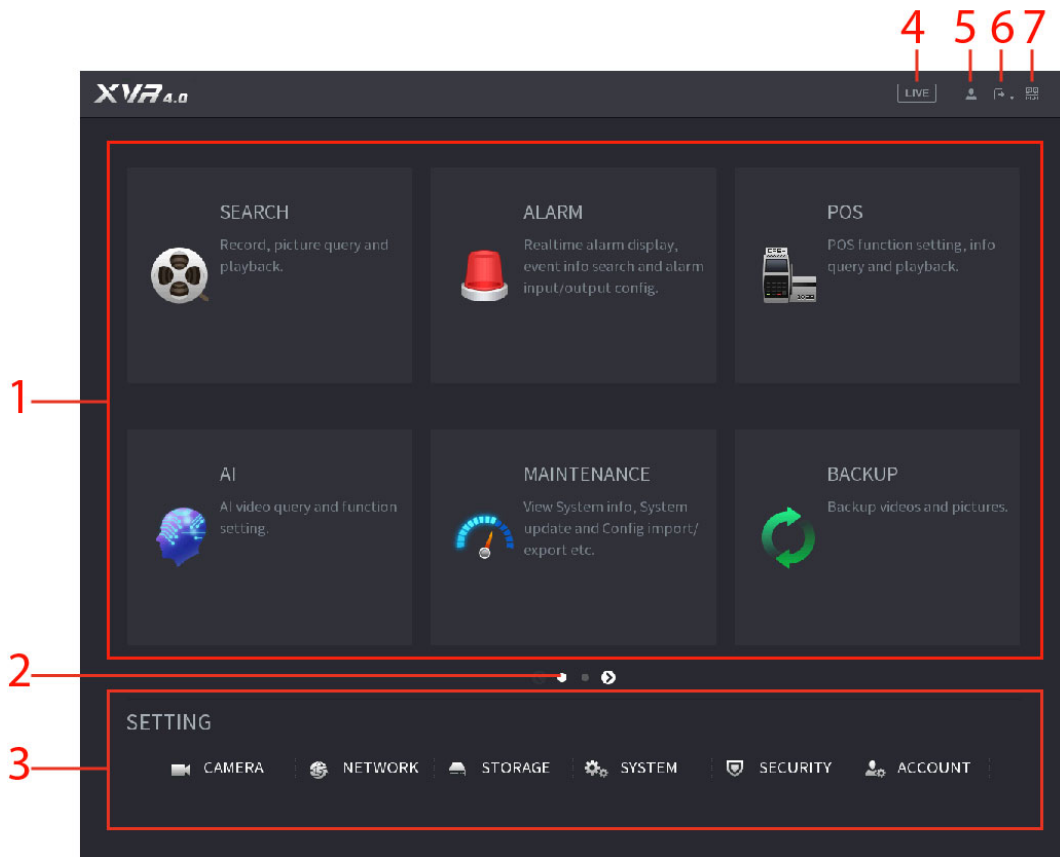 4 5 6 7
XVR 4.0
LIVE
SEARCH
Record, picture query and
playback.
ALARM
Realtime alarm display,
event info search and alarm
input/output config.
POS
POS function setting, info
query and playback.
1
AI
AI video query and function
setting.
MAINTENANCE
View System info, System
update and Config import/
export etc.
BACKUP
Backup videos and pictures.
2
SETTING
3
CAMERA NETWORK STORAGE SYSTEM SECURITY ACCOUNT